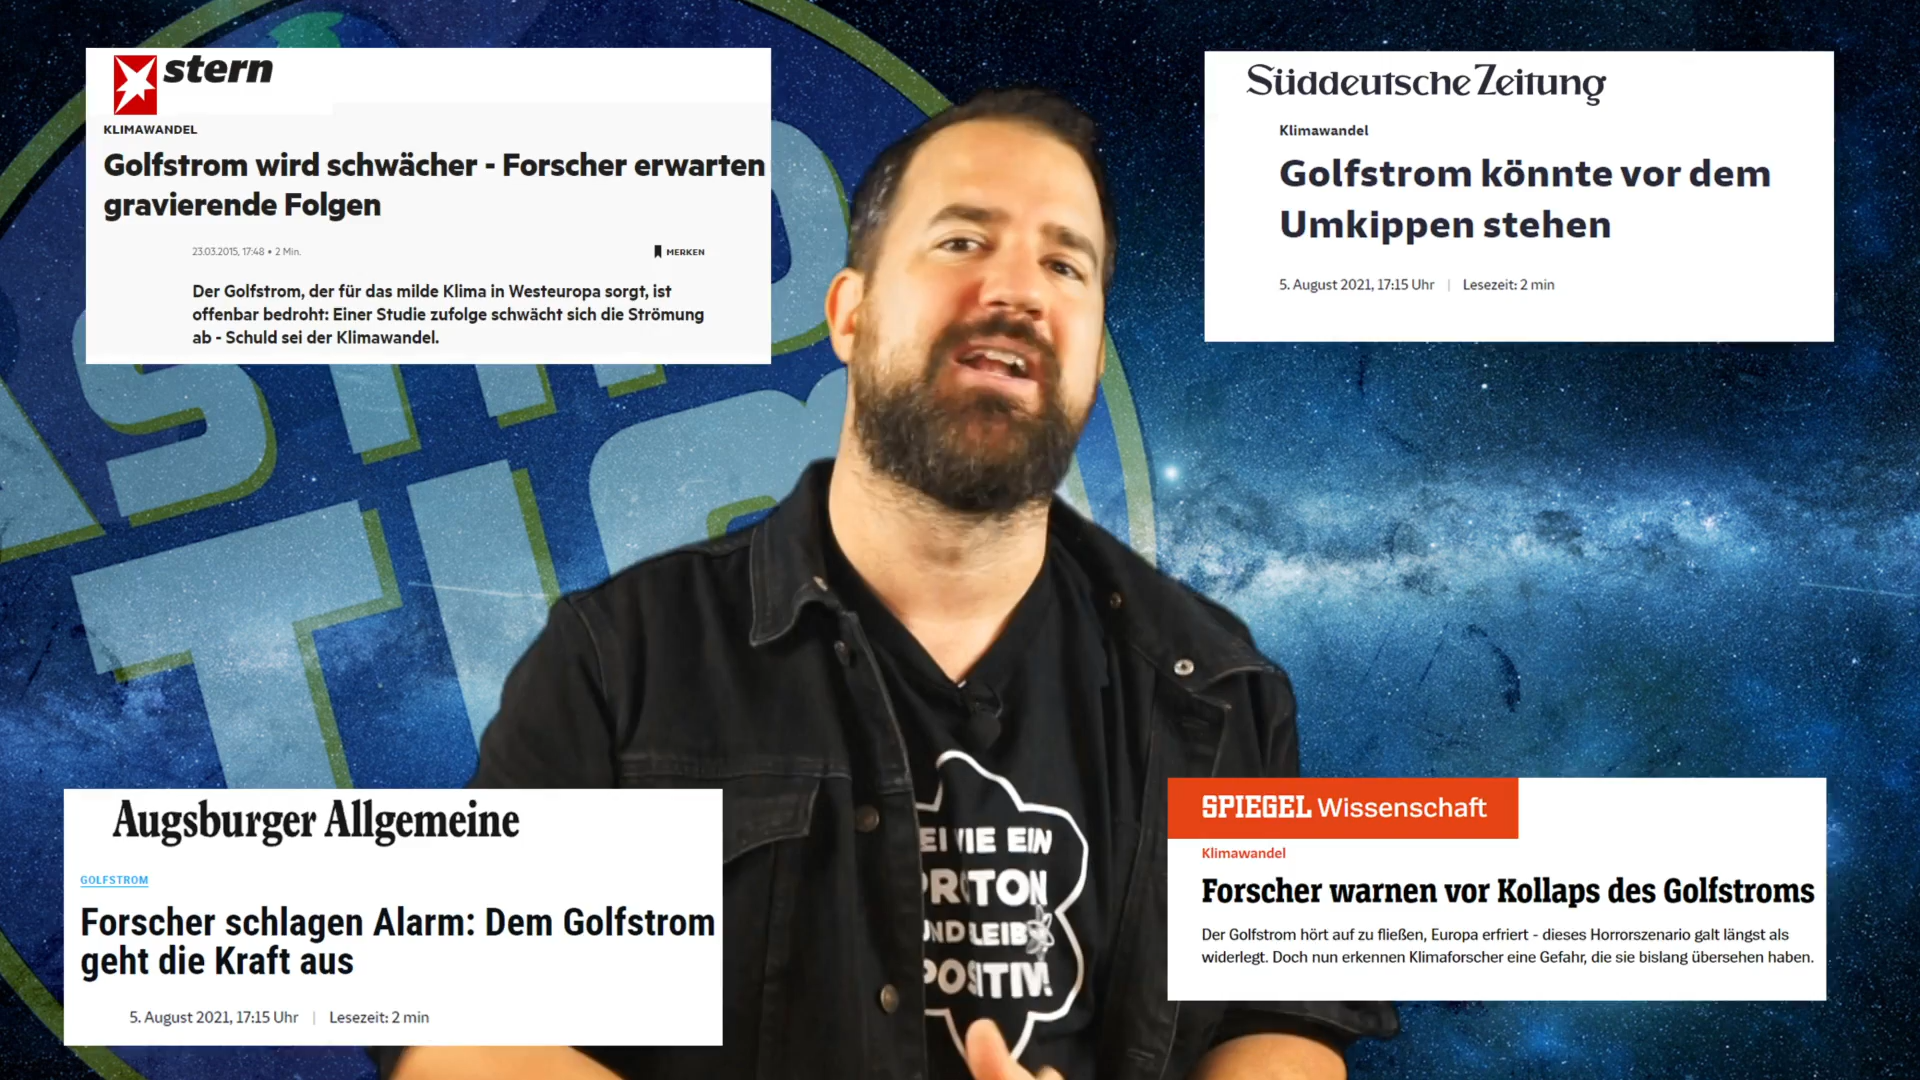 stern
KLIMAWANDEL
Golfstrom wird schwächer - Forscher erwarten
gravierende Folgen
23.03.2015, 17:48 • 2 Min.
MERKEN
Der Golfstrom, der für das milde Klima in Westeuropa sorgt, ist
offenbar bedroht: Einer Studie zufolge schwächt sich die Strömung
ab - Schuld sei der Klimawandel.
Süddeutsche Zeitung
Klimawandel
Golfstrom könnte vor dem
Umkippen stehen
5. August 2021, 17:15 Uhr | Lesezeit: 2 min
Augsburger Allgemeine
GOLFSTROM
Forscher schlagen Alarm: Dem Golfstrom
geht die Kraft aus
5. August 2021, 17:15 Uhr | Lesezeit: 2 min
EIN
POSITIV!
SPIEGEL Wissenschaft
Klimawandel
Forscher warnen vor Kollaps des Golfstroms
Der Golfstrom hört auf zu fließen, Europa erfriert - dieses Horrorszenario galt längst als
widerlegt. Doch nun erkennen Klimaforscher eine Gefahr, die sie bislang übersehen haben.